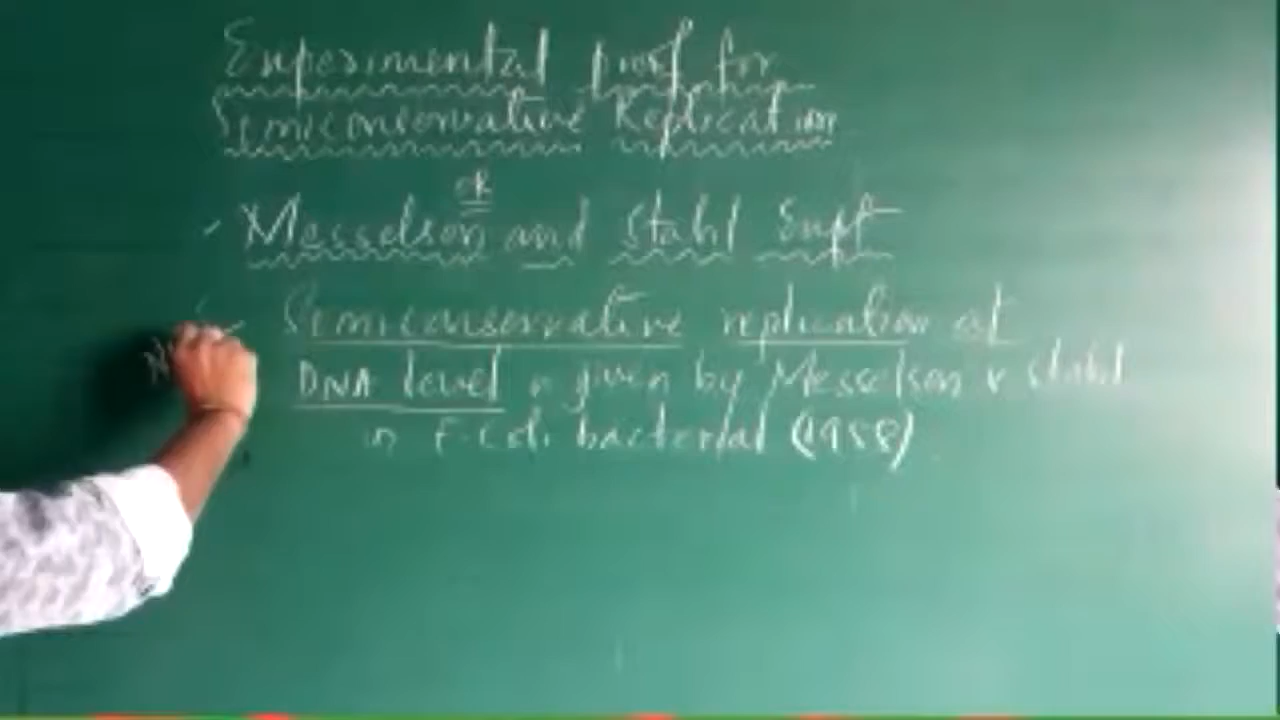 Experimental proof for
Semiconservative Replication
OR
Messelson and Stahl Expt
Semiconservative replication at
DNA level is given by Messelson & stahl
in E.Coli bacterial (1958)